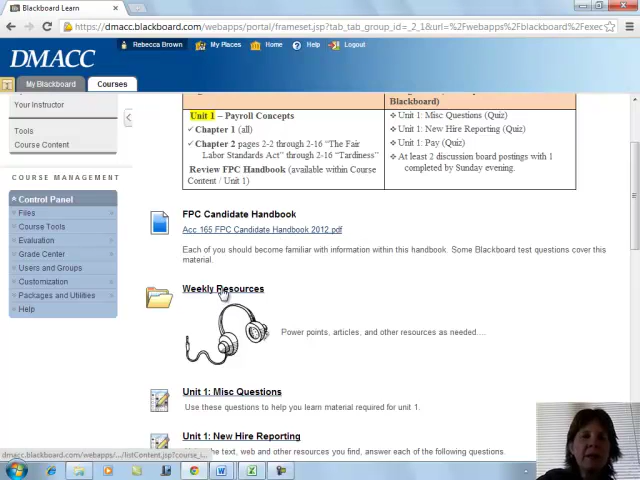 Blackboard Learn
https://dmacc.blackboard.com/webapps/portal/frameset.jsp?tab_tab_group_id=_2_1&url=%2Fwebapps%2Fblackboard%2Fexec
DMACC
Rebecca Brown
My Places
Home
Help
Logout
My Blackboard
Courses
Your Instructor
Tools
Course Content
COURSE MANAGEMENT
Control Panel
Files
Course Tools
Evaluation
Grade Center
Users and Groups
Customization
Packages and Utilities
Help
Blackboard)
Unit 1 – Payroll Concepts
✓ Chapter 1 (all)
✓ Chapter 2 pages 2-2 through 2-16 "The Fair
Labor Standards Act" through 2-16 "Tardiness"
Review FPC Handbook (available within Course
Content / Unit 1)
❖ Unit 1: Misc Questions (Quiz)
❖ Unit 1: New Hire Reporting (Quiz)
❖ Unit 1: Pay (Quiz)
❖ At least 2 discussion board postings with 1
completed by Sunday evening.
FPC Candidate Handbook
Acc 165 FPC Candidate Handbook 2012.pdf
Each of you should become familiar with information within this handbook. Some Blackboard test questions cover this
material.
Weekly Resources
Power points, articles, and other resources as needed....
Unit 1: Misc Questions
Use these questions to help you learn material required for unit 1.
Unit 1: New Hire Reporting
the text, web and other resources you find, answer each of the following questions.
dmacc.blackboard.com/webapps/.../listContent.jsp?course_i...